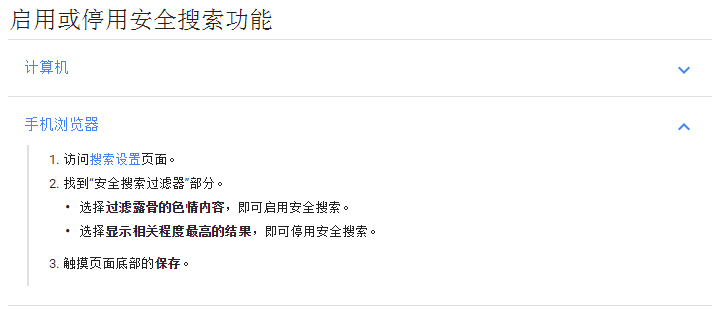 启用或停用安全搜索功能
计算机
手机浏览器
1. 访问搜索设置页面。
2. 找到“安全搜索过滤器”部分。
• 选择过滤露骨的色情内容，即可启用安全搜索。
• 选择显示相关程度最高的结果，即可停用安全搜索。
3. 触摸页面底部的保存。